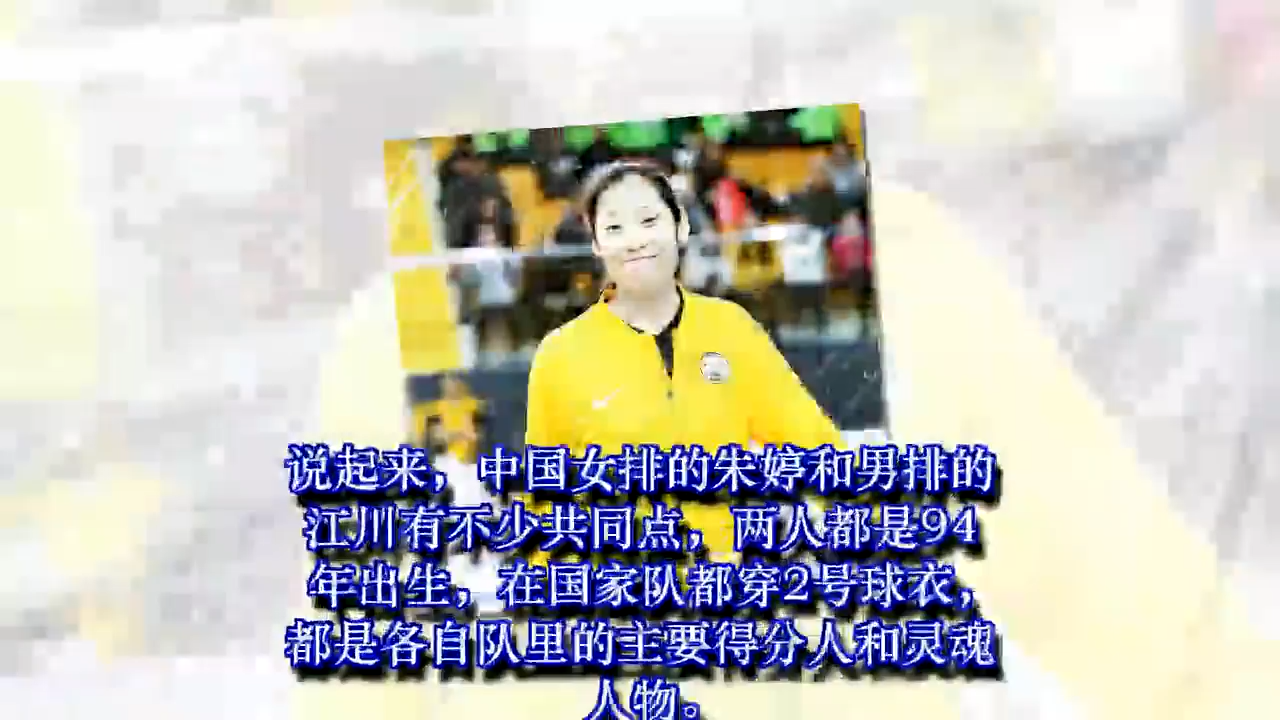 说起来，中国女排的朱婷和男排的
江川有不少共同点，两人都是94
年出生，在国家队都穿2号球衣，
都是各自队里的主要得分人和灵魂
人物。